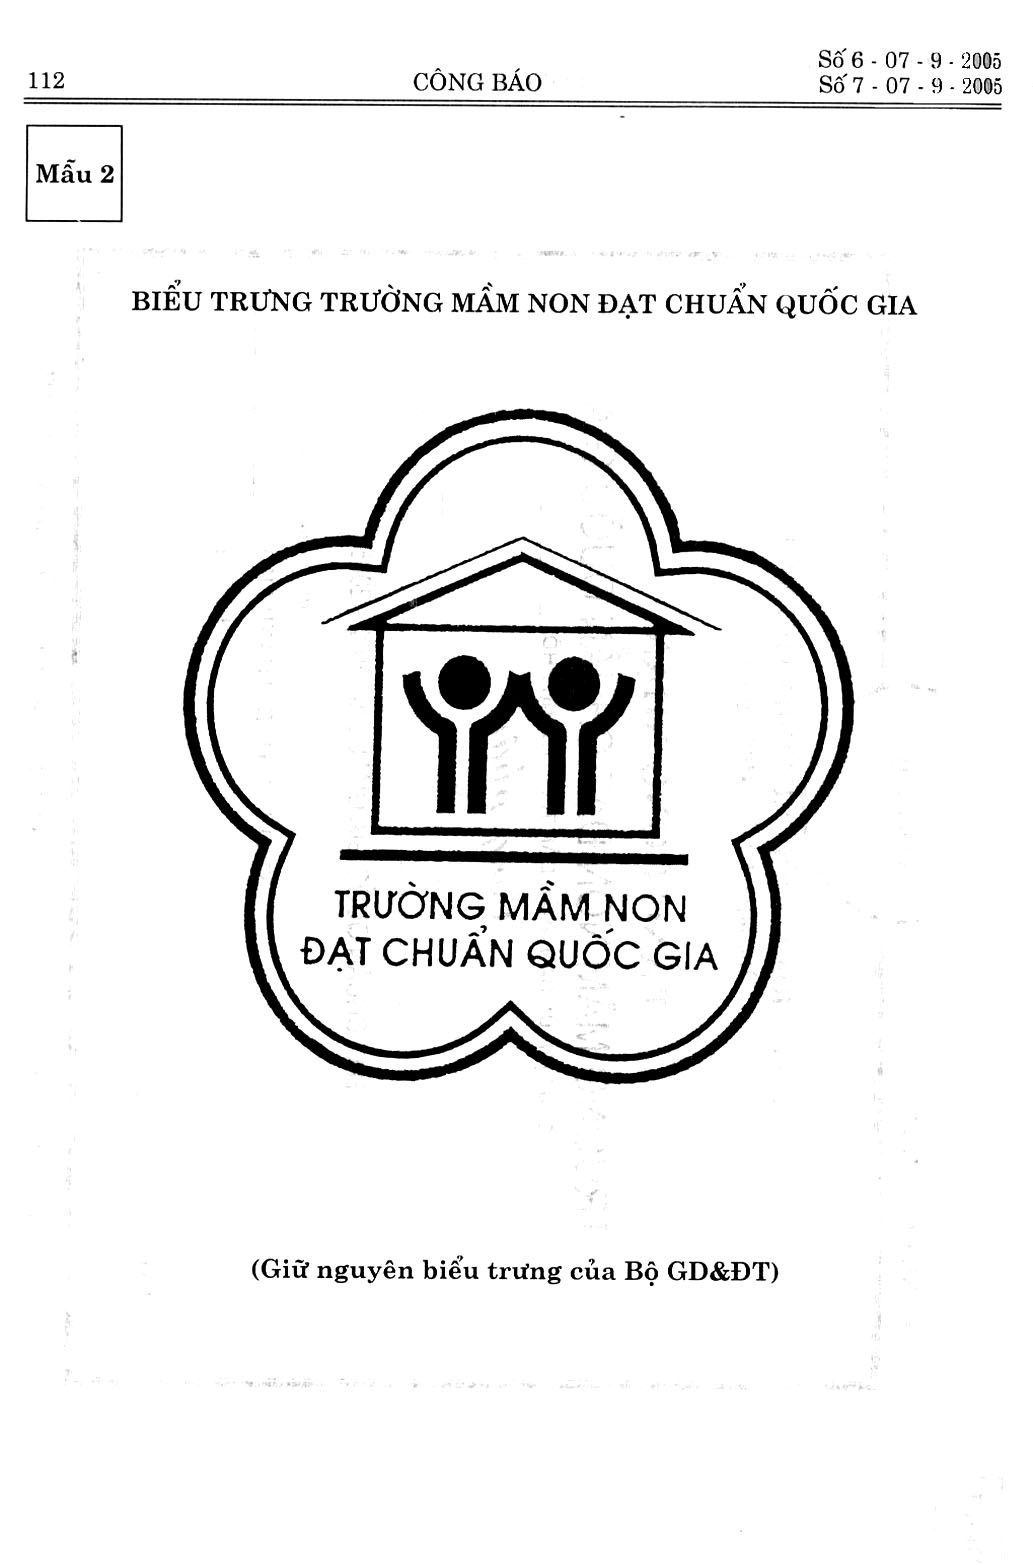 112
CÔNG BÁO
Số 6 - 07 - 9 - 2005
Số 7 - 07 - 9 - 2005
Mẫu 2
BIỂU TRƯNG TRƯỜNG MẦM NON ĐẠT CHUẨN QUỐC GIA
TRƯỜNG MẦM NON
ĐẠT CHUẨN QUỐC GIA
(Giữ nguyên biểu trưng của Bộ GD&ĐT)